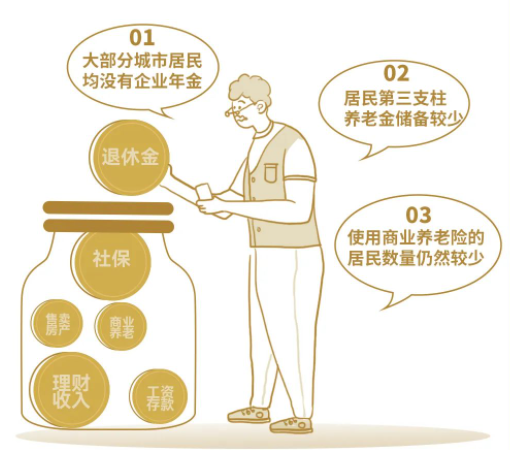 01
大部分城市居民
均没有企业年金
02
居民第三支柱
养老金储备较少
03
使用商业养老险的
居民数量仍然较少
退休金
社保
售卖
房产
商业
养老
理财
收入
工资
存款